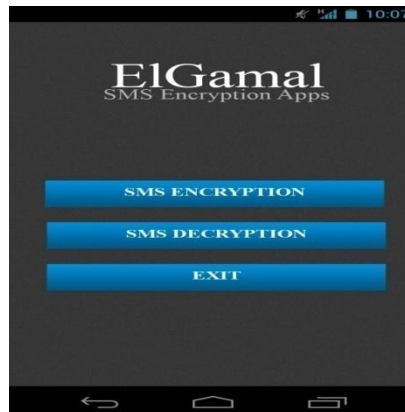 H
10:07
ElGamal
SMS Encryption Apps
SMS ENCRYPTION
SMS DECRYPTION
EXIT